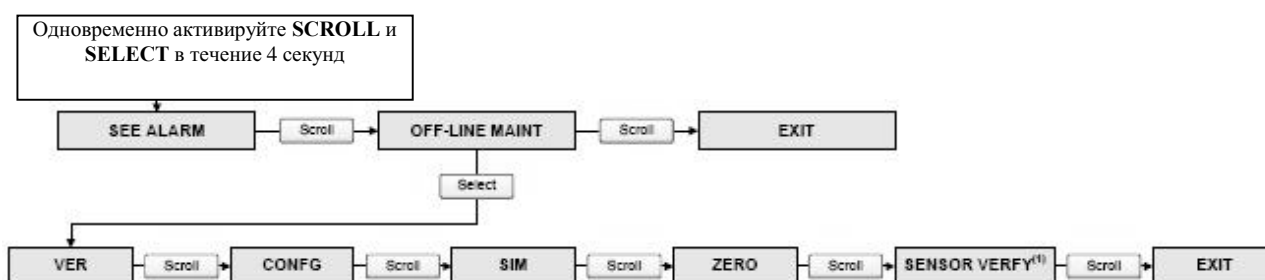 Одновременно активируйте SCROLL и
SELECT в течение 4 секунд
SEE ALARM Scroll OFF-LINE MAINT Scroll EXIT
Select
VER Scroll CONFG Scroll SIM Scroll ZERO Scroll SENSOR VERFY(1) Scroll EXIT